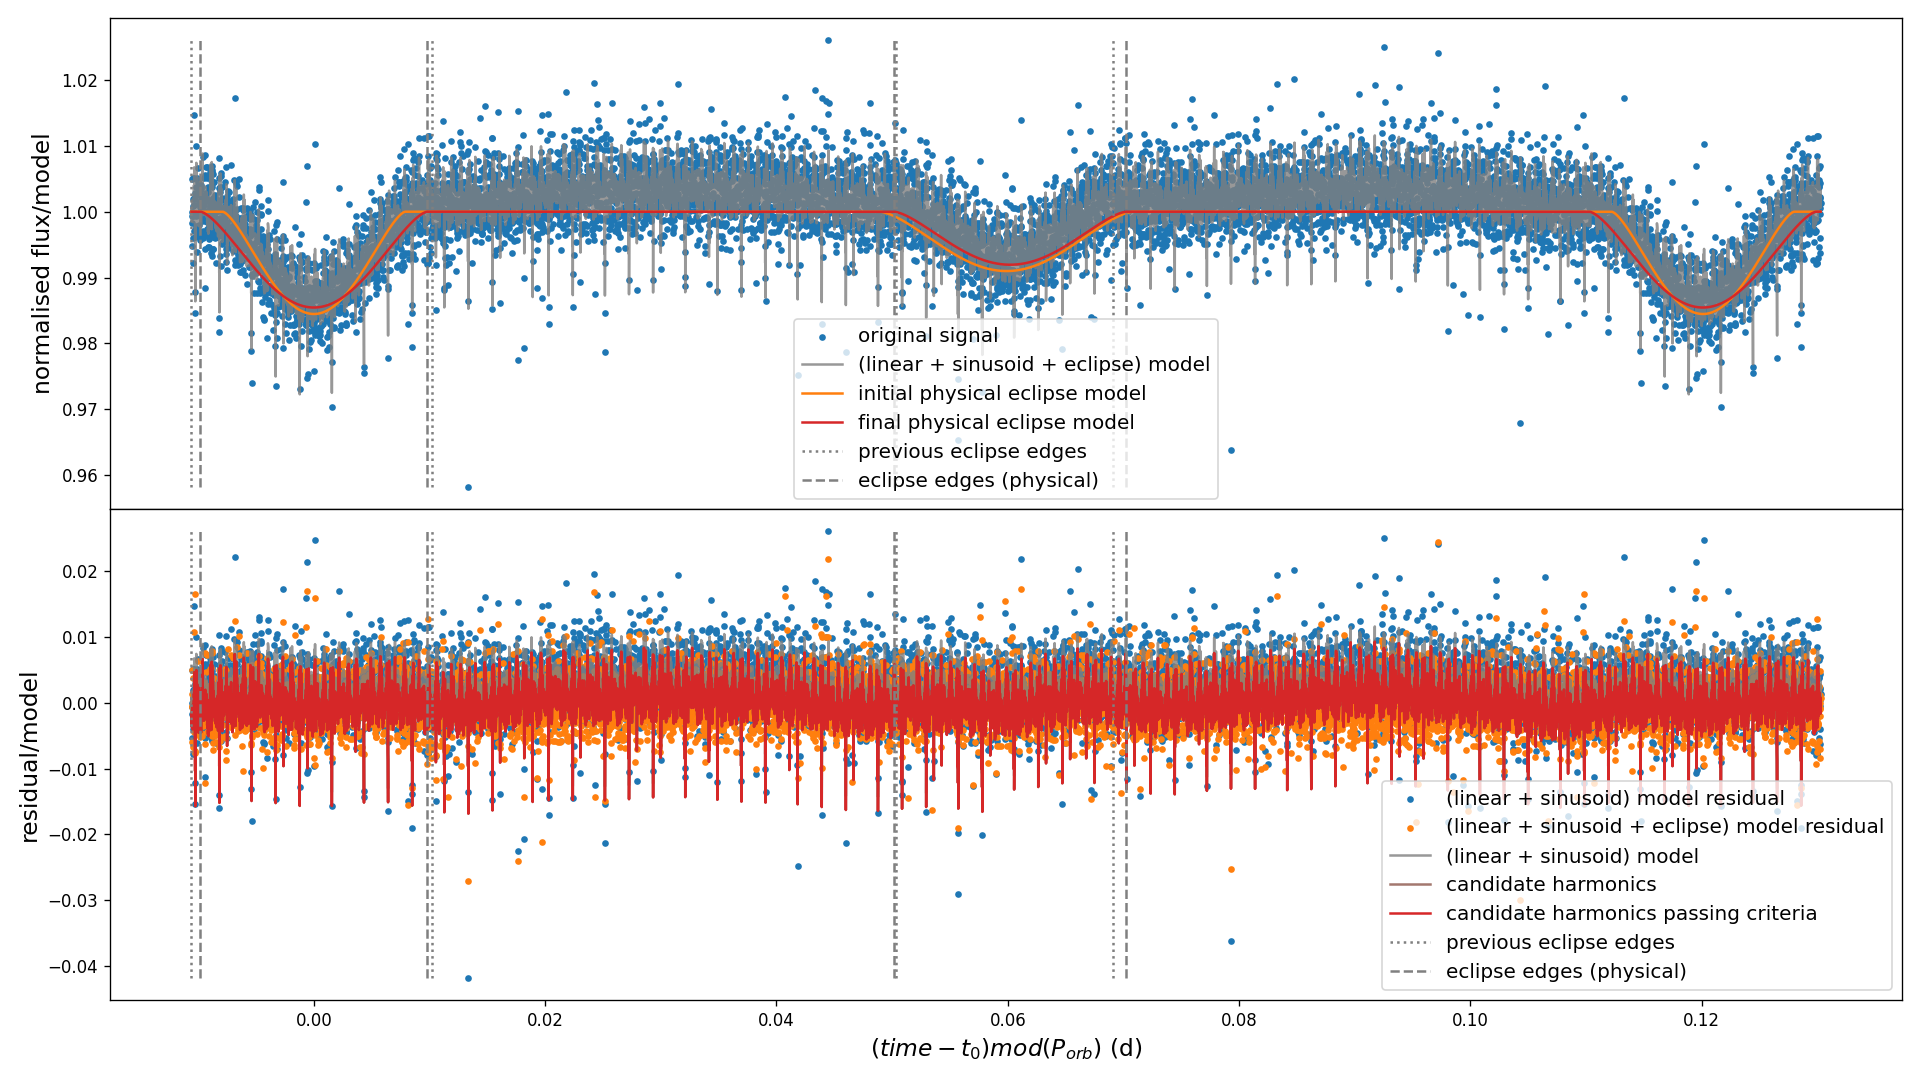 normalised flux/model
1.02
1.01
1.00
0.99
0.98
0.97
0.96
original signal
(linear + sinusoid + eclipse) model
initial physical eclipse model
final physical eclipse model
previous eclipse edges
eclipse edges (physical)
residual/model
0.02
0.01
0.00
−0.01
−0.02
−0.03
−0.04
(linear + sinusoid) model residual
(linear + sinusoid + eclipse) model residual
(linear + sinusoid) model
candidate harmonics
candidate harmonics passing criteria
previous eclipse edges
eclipse edges (physical)
0.00 0.02 0.04 0.06 0.08 0.10 0.12
(time − t₀)mod(Pₒᵣb) (d)